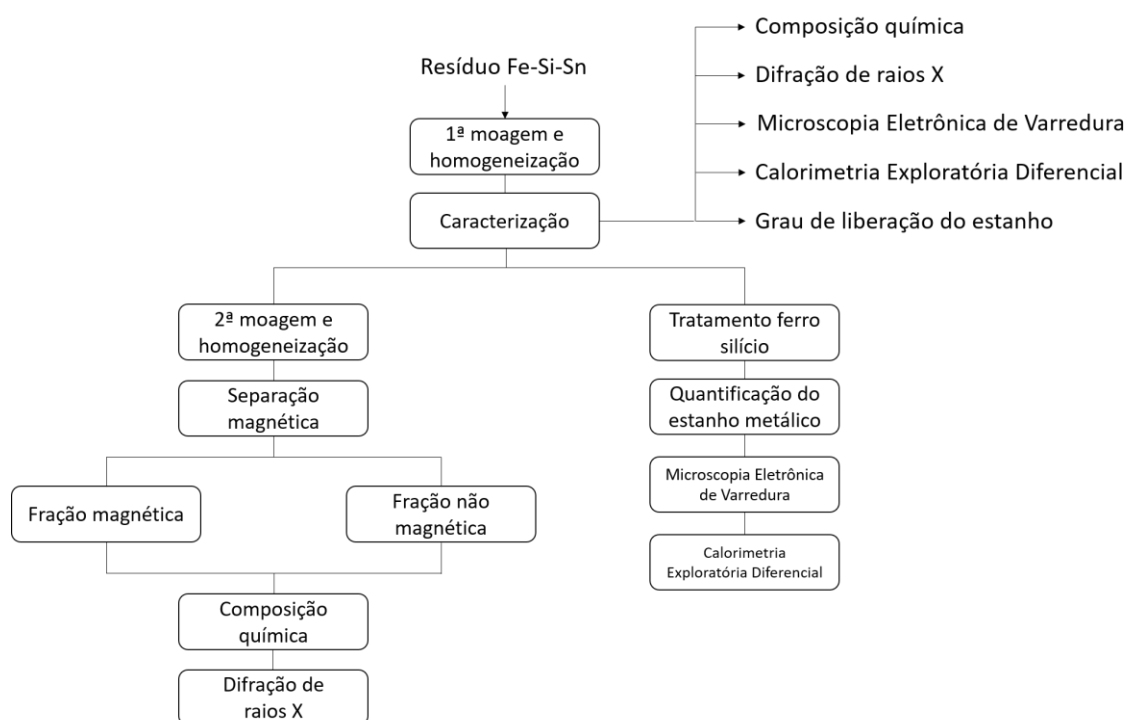 Resíduo Fe-Si-Sn
1ª moagem e
homogeneização
Caracterização
Composição química
Difração de raios X
Microscopia Eletrônica de Varredura
Calorimetria Exploratória Diferencial
Grau de liberação do estanho
2ª moagem e
homogeneização
Separação
magnética
Fração magnética
Fração não
magnética
Composição
química
Difração de
raios X
Tratamento ferro
silício
Quantificação do
estanho metálico
Microscopia Eletrônica
de Varredura
Calorimetria
Exploratória Diferencial